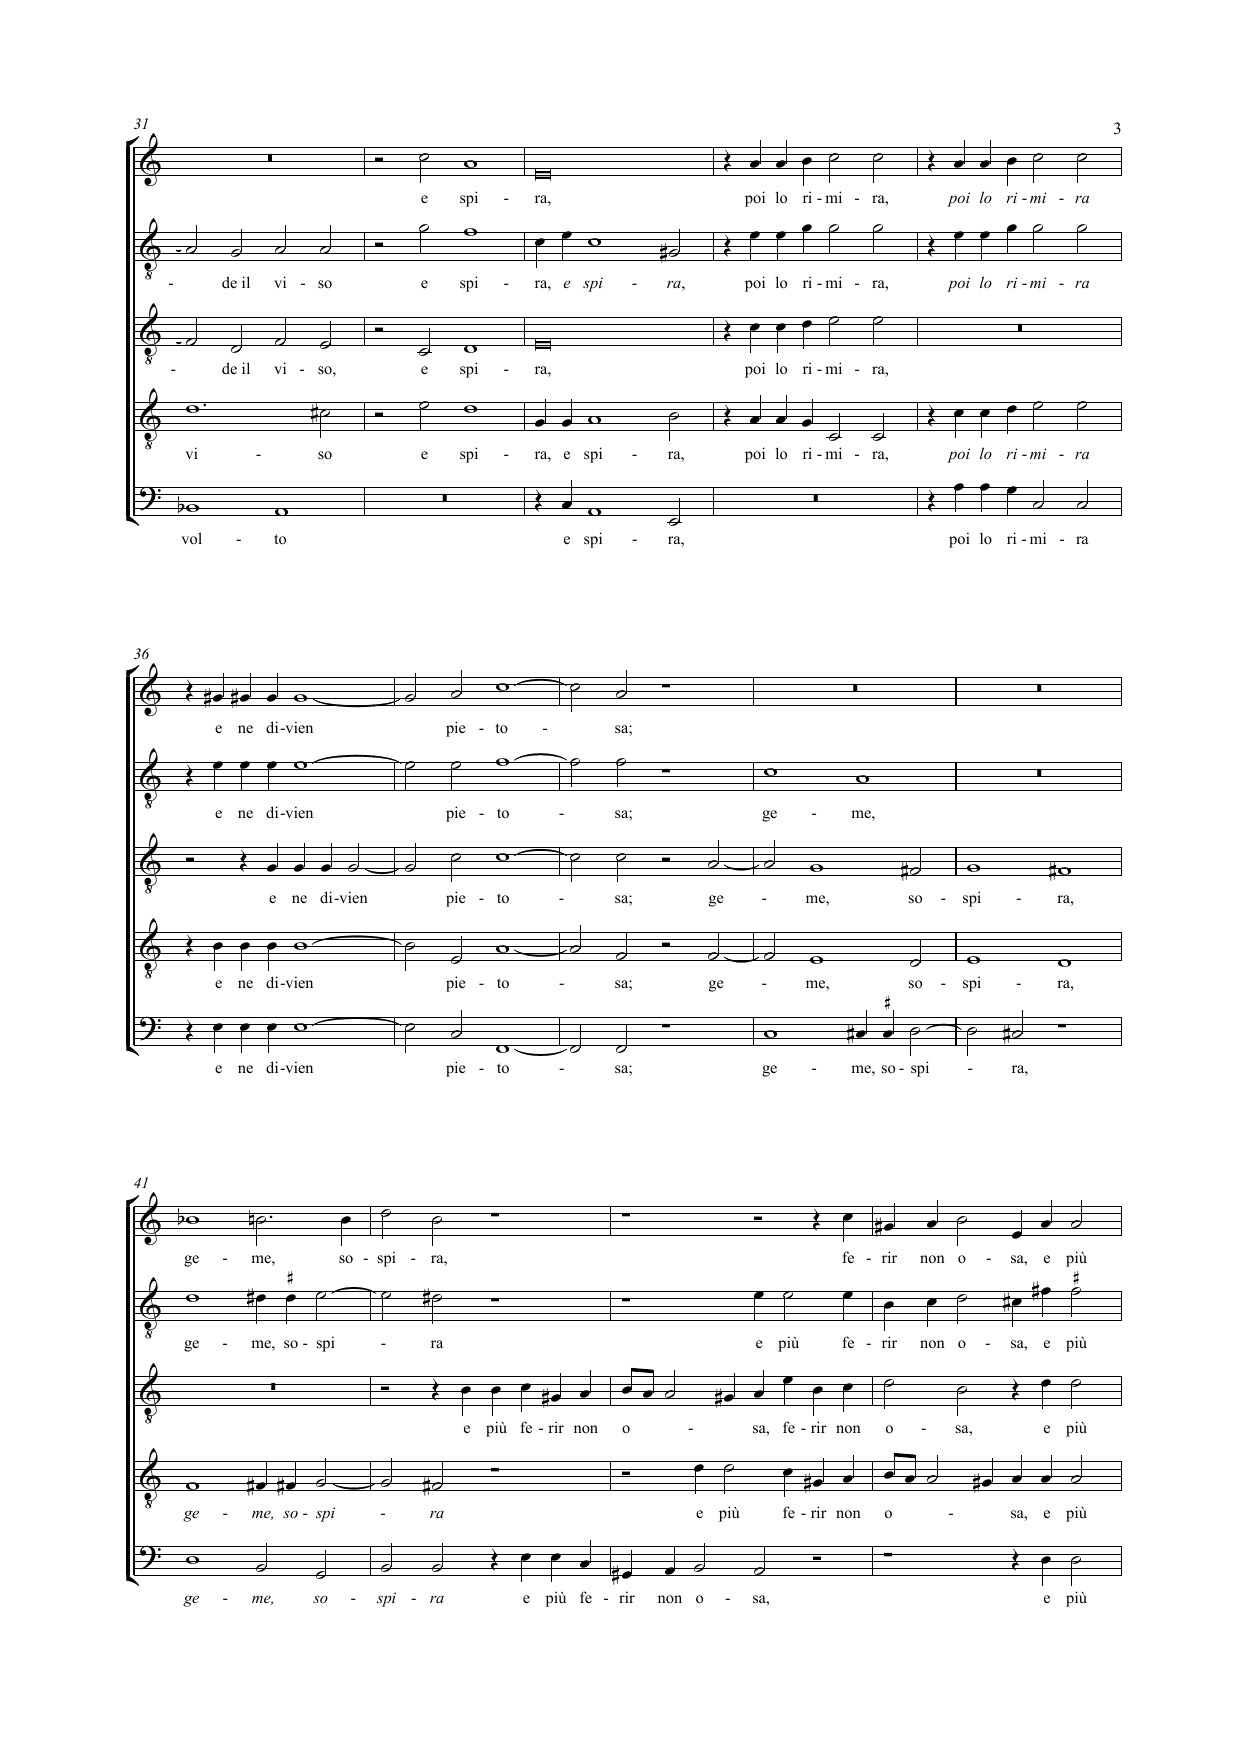 31
3
e spi - ra, poi lo ri - mi - ra, poi lo ri - mi - ra
- de il vi - so e spi - ra, e spi - ra, poi lo ri - mi - ra, poi lo ri - mi - ra
- de il vi - so, e spi - ra, poi lo ri - mi - ra,
vi - so e spi - ra, e spi - ra, poi lo ri - mi - ra, poi lo ri - mi - ra
vol - to e spi - ra, poi lo ri - mi - ra
36
e ne di-vien pie - to - sa;
e ne di-vien pie - to - sa; ge - me,
e ne di-vien pie - to - sa; ge - me, so - spi - ra,
e ne di-vien pie - to - sa; ge - me, so - spi - ra,
e ne di-vien pie - to - sa; ge - me, so - spi - ra,
41
ge - me, so - spi - ra, fe - rir non o - sa, e più
ge - me, so - spi - ra e più fe - rir non o - sa, e più
e più fe - rir non o - sa, fe - rir non o - sa, e più
ge - me, so - spi - ra e più fe - rir non o - sa, e più
ge - me, so - spi - ra e più fe - rir non o - sa, e più